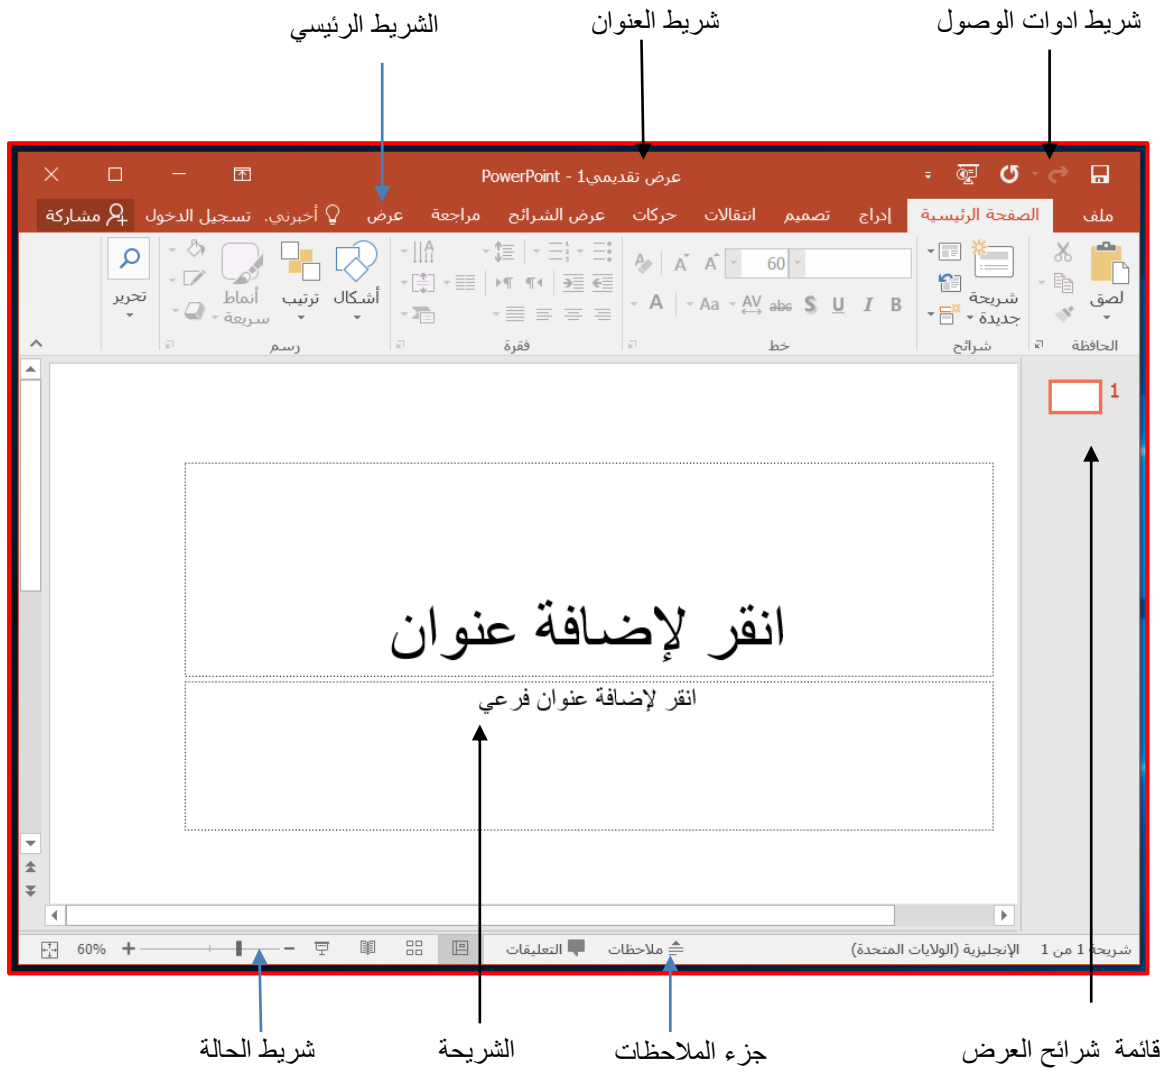 شريط ادوات الوصول
شريط العنوان
الشريط الرئيسي
عرض تقديمي1 - PowerPoint
ملف
الصفحة الرئيسية
إدراج
تصميم
انتقالات
حركات
عرض الشرائح
مراجعة
عرض
أخبرني.
تسجيل الدخول
مشاركة
لصق
شريحة
جديدة
60
B I U S abc AV Aa A
A A
أشكال
ترتيب
أنماط
سريعة
تحرير
الحافظة
شرائح
خط
فقرة
رسم
1
انقر لإضافة عنوان
انقر لإضافة عنوان فرعي
شريحة 1 من 1
الإنجليزية (الولايات المتحدة)
ملاحظات
التعليقات
60%
قائمة شرائح العرض
جزء الملاحظات
الشريحة
شريط الحالة